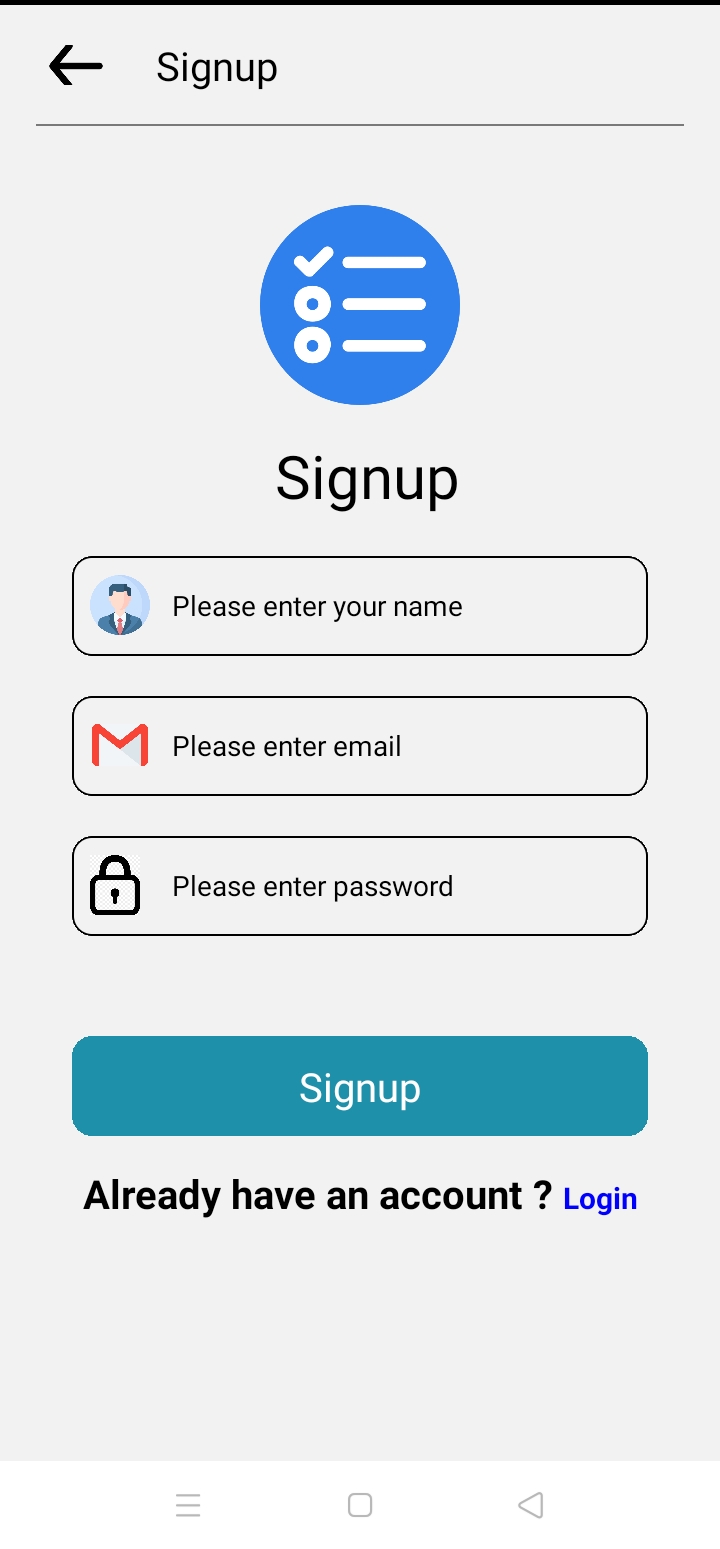 Signup
Signup
Please enter your name
Please enter email
Please enter password
Signup
Already have an account ? Login